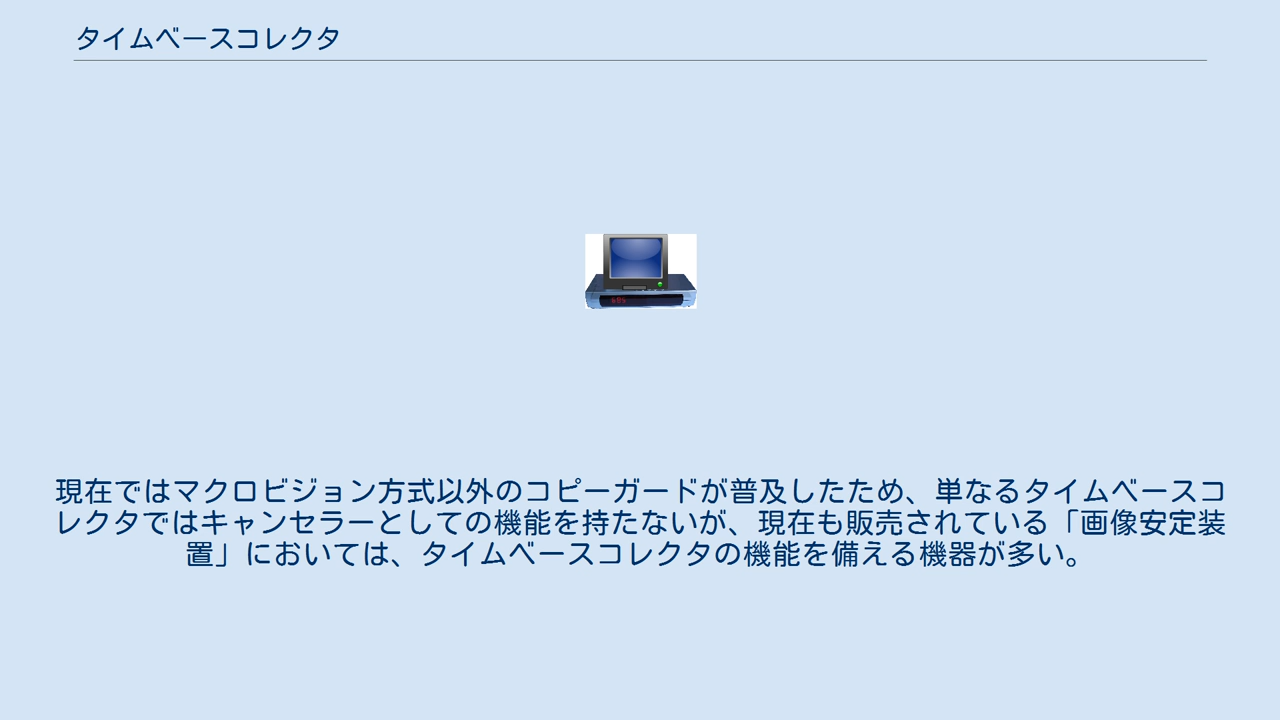 タイムベースコレクタ
現在ではマクロビジョン方式以外のコピーガードが普及したため、単なるタイムベースコ
レクタではキャンセラーとしての機能を持たないが、現在も販売されている「画像安定装
置」においては、タイムベースコレクタの機能を備える機器が多い。